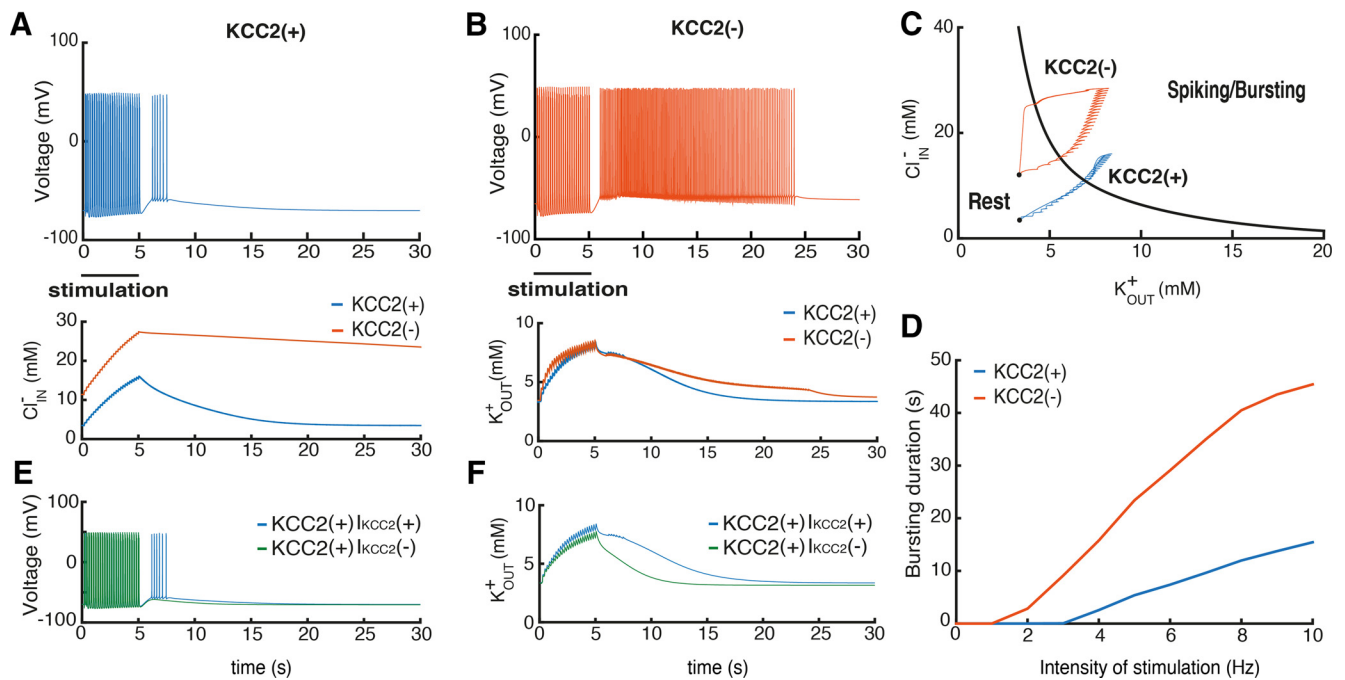 A
KCC2(+)
100
0
-100
Voltage (mV)
0 5 10 15 20 25 30
stimulation
KCC2(+)
KCC2(-)
30
20
10
0
Cl⁻IN (mM)
0 5 10 15 20 25 30
B
KCC2(-)
100
0
-100
Voltage (mV)
0 5 10 15 20 25 30
stimulation
KCC2(+)
KCC2(-)
10
5
0
K⁺OUT (mM)
0 5 10 15 20 25 30
C
40
20
0
Cl⁻IN (mM)
KCC2(-)
Spiking/Bursting
KCC2(+)
Rest
0 5 10 15 20
K⁺OUT (mM)
D
50
40
30
20
10
0
Bursting duration (s)
KCC2(+)
KCC2(-)
0 2 4 6 8 10
Intensity of stimulation (Hz)
E
100
0
-100
Voltage (mV)
KCC2(+) IKCC2(+)
KCC2(+) IKCC2(-)
0 5 10 15 20 25 30
time (s)
F
10
5
0
K⁺OUT (mM)
KCC2(+) IKCC2(+)
KCC2(+) IKCC2(-)
0 5 10 15 20 25 30
time (s)